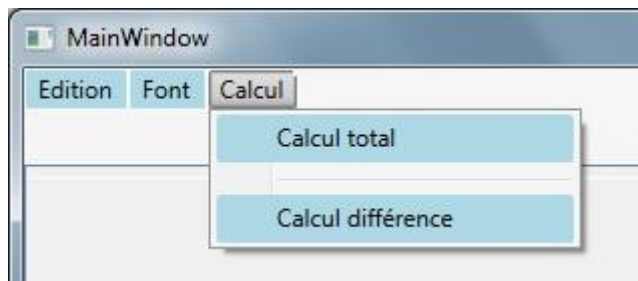 MainWindow
Edition Font Calcul
Calcul total
Calcul différence